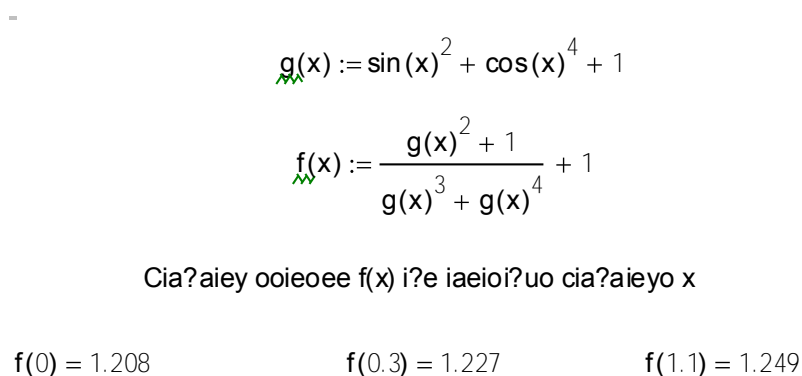 g(x) := sin(x)^2 + cos(x)^4 + 1
f(x) := (g(x)^2 + 1) / (g(x)^3 + g(x)^4) + 1
Cia?aiey ooieoee f(x) i?e iaeioi?uo cia?aieyo x
f(0) = 1.208 f(0.3) = 1.227 f(1.1) = 1.249